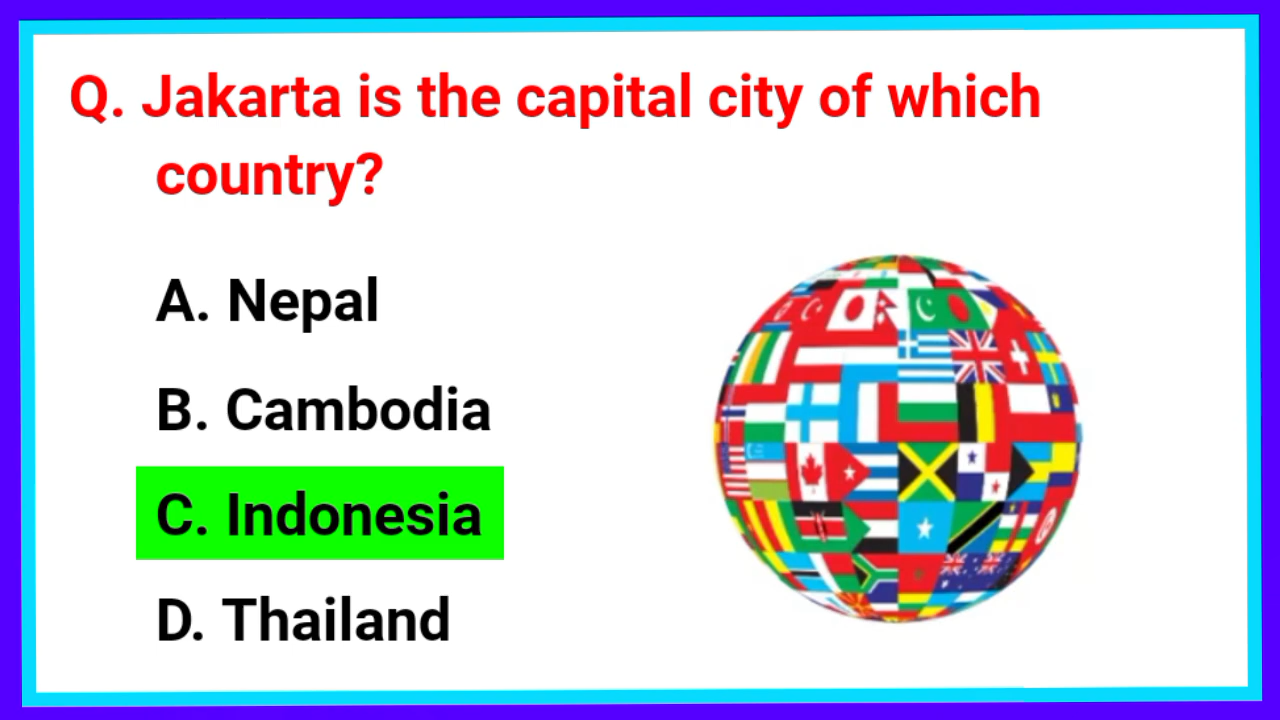 Q. Jakarta is the capital city of which
country?
A. Nepal
B. Cambodia
C. Indonesia
D. Thailand